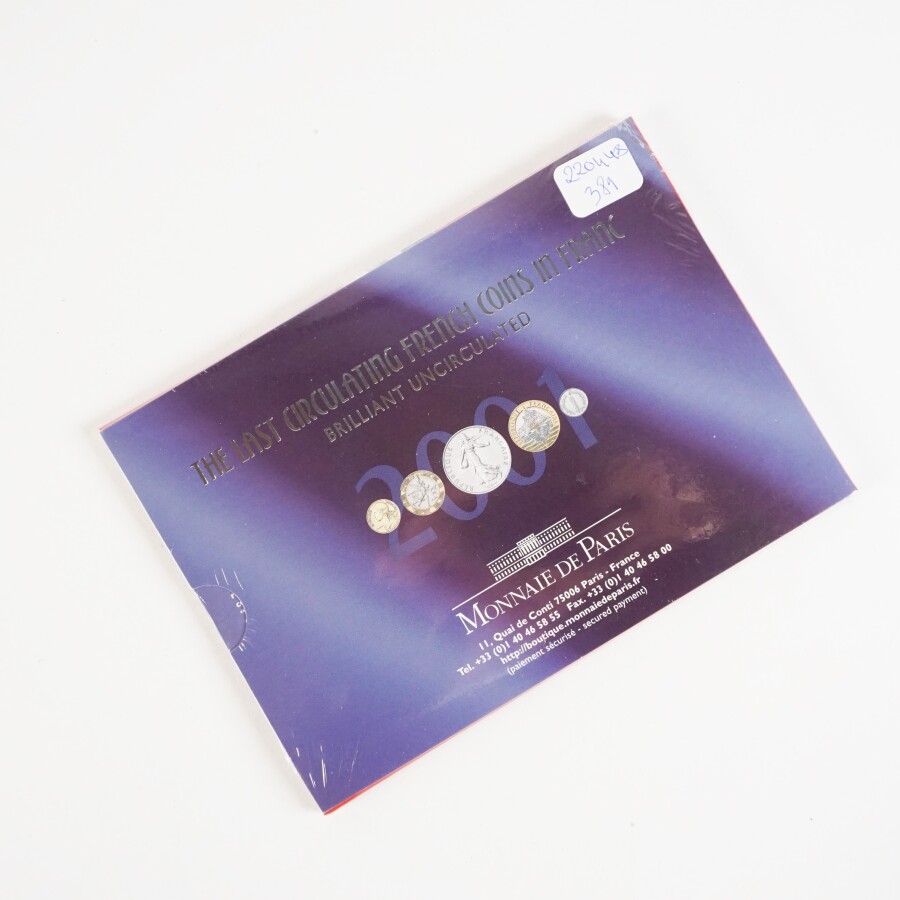 220448
381
THE LAST CIRCULATING FRENCH COINS IN FRANC
BRILLIANT UNCIRCULATED
2001
MONNAIE DE PARIS
11, Quai de Conti 75006 Paris - France
Tel. +33 (0)1 40 46 58 55 Fax. +33 (0)1 40 46 58 00
http://boutique.monnaiedeparis.fr
(paiement sécurisé - secured payment)